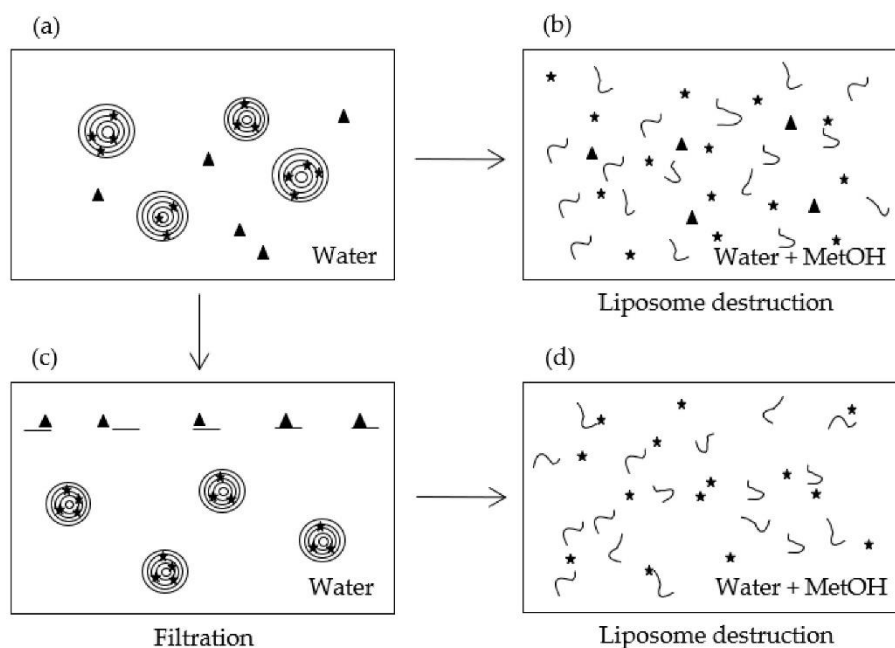 (a)
(b)
Water
Water + MetOH
Liposome destruction
(c)
(d)
Water
Water + MetOH
Filtration
Liposome destruction